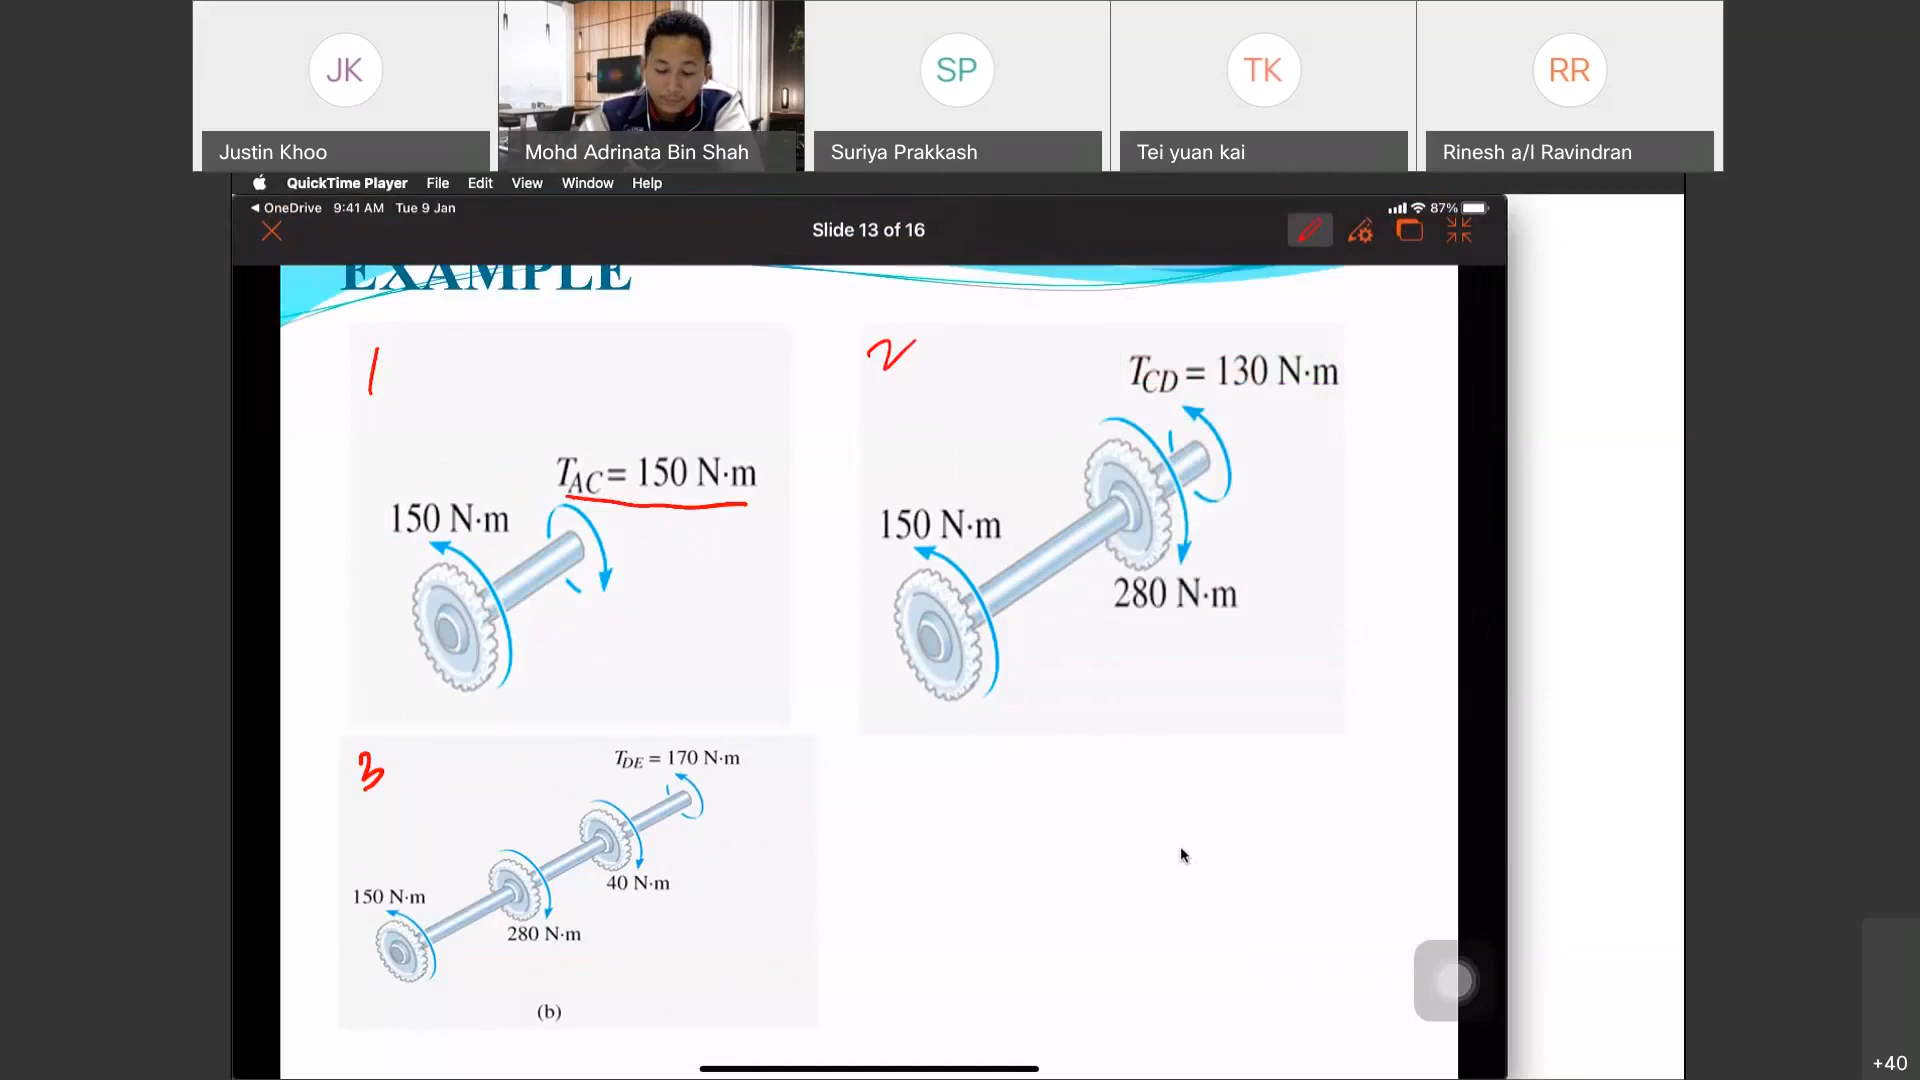 JK
SP
TK
RR
Justin Khoo
Mohd Adrinata Bin Shah
Suriya Prakkash
Tei yuan kai
Rinesh a/l Ravindran
QuickTime Player File Edit View Window Help
OneDrive 9:41 AM Tue 9 Jan
87%
Slide 13 of 16
EXAMPLE
1
T_AC = 150 N·m
150 N·m
2
T_CD = 130 N·m
150 N·m
280 N·m
3
T_DE = 170 N·m
150 N·m
40 N·m
280 N·m
(b)
+40